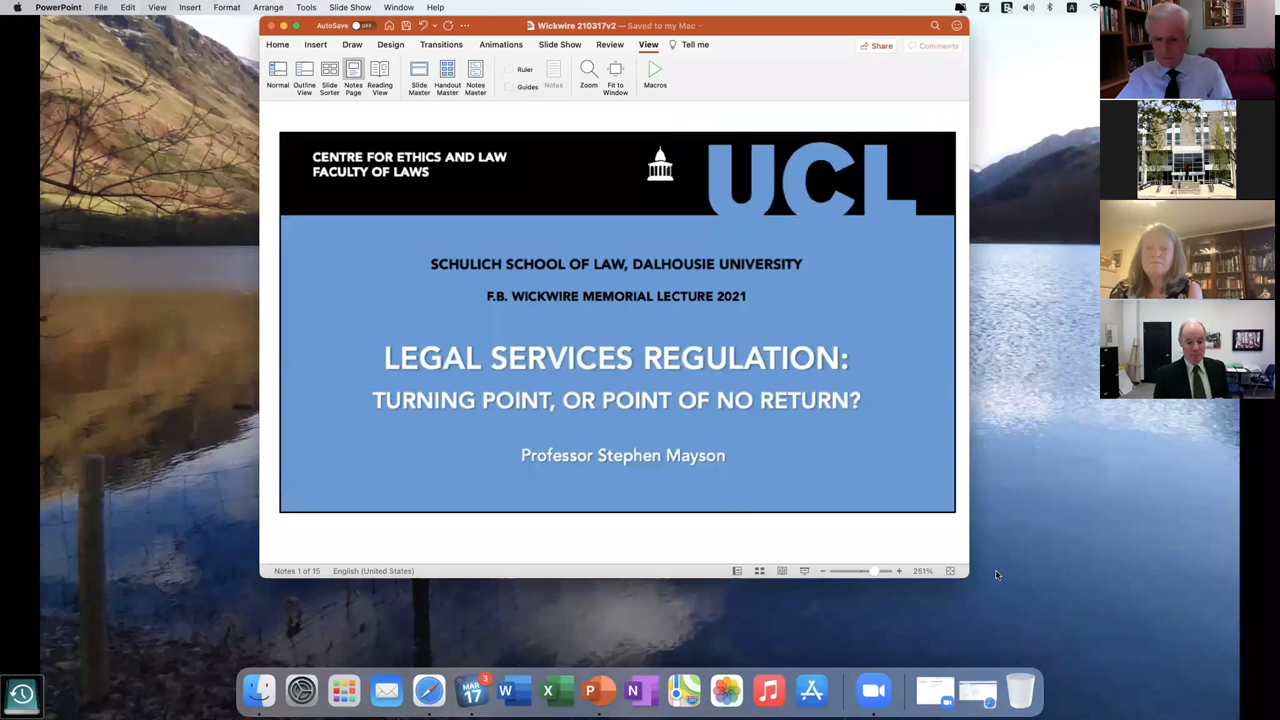 PowerPoint File Edit View Insert Format Arrange Tools Slide Show Window Help
AutoSave OFF Wickwire 210317v2 — Saved to my Mac
Home Insert Draw Design Transitions Animations Slide Show Review View Tell me Share Comments
Normal Outline View Slide Sorter Notes Page Reading View Slide Master Handout Master Notes Master Ruler Guides Notes Zoom Fit to Window Macros
CENTRE FOR ETHICS AND LAW
FACULTY OF LAWS
UCL
SCHULICH SCHOOL OF LAW, DALHOUSIE UNIVERSITY
F.B. WICKWIRE MEMORIAL LECTURE 2021
LEGAL SERVICES REGULATION:
TURNING POINT, OR POINT OF NO RETURN?
Professor Stephen Mayson
Notes 1 of 15 English (United States) 251%
MAR
17
3
W X P N